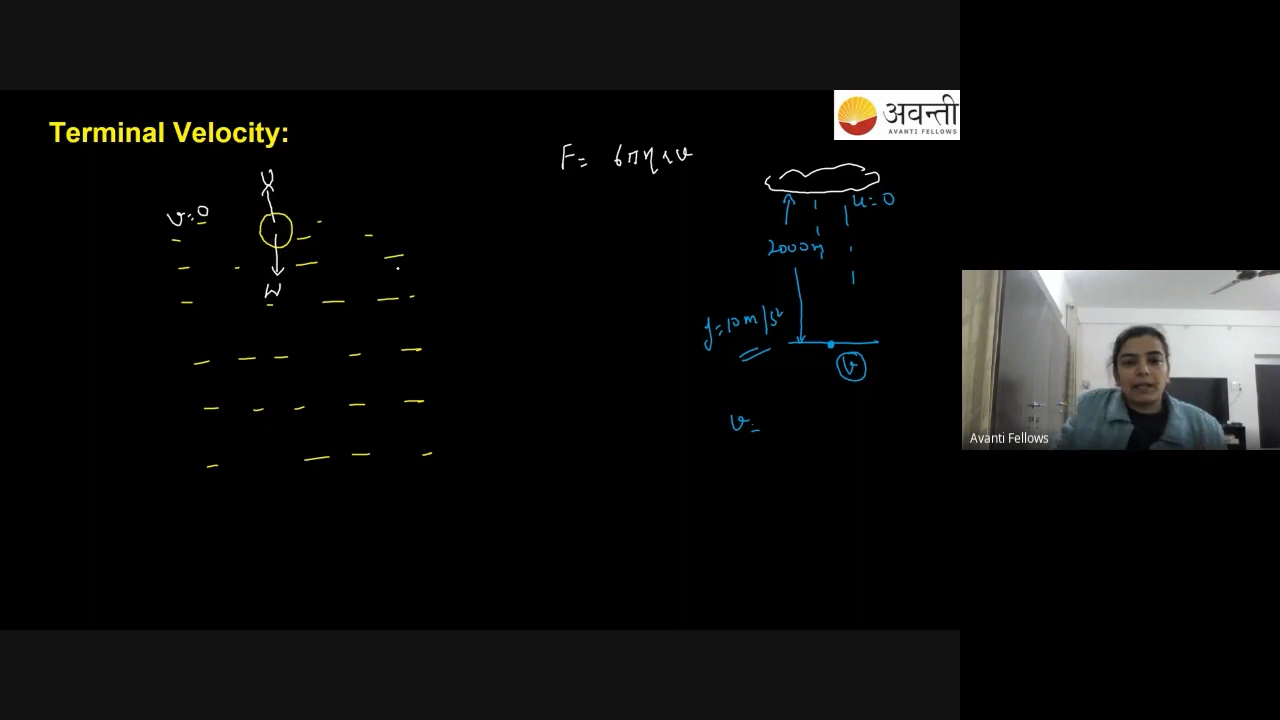 अवन्ती
AVANTI FELLOWS
Terminal Velocity:
F= 6πηrv
U
v=0
W
u=0
2000m
g=10m/s²
v
v=
Avanti Fellows